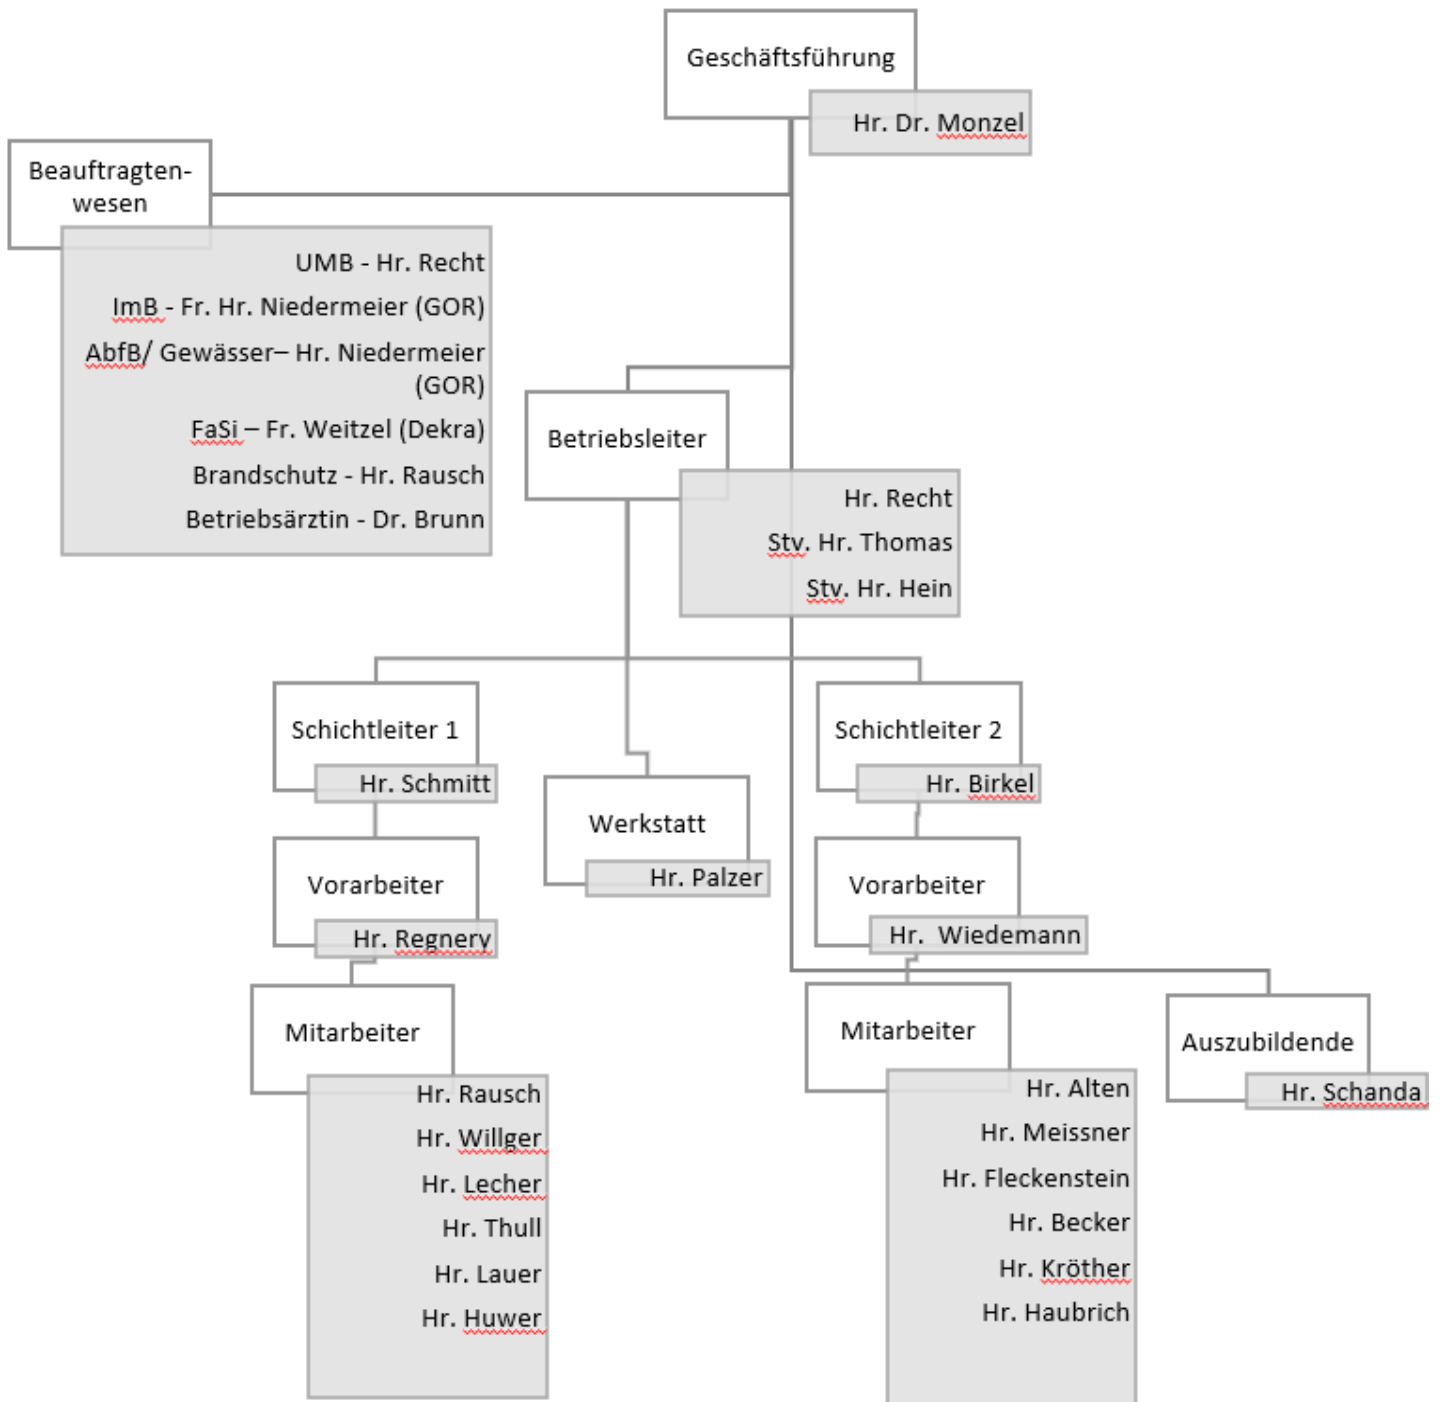 Geschäftsführung
Hr. Dr. Monzel
Beauftragten-
wesen
UMB - Hr. Recht
ImB - Fr. Hr. Niedermeier (GOR)
AbfB/ Gewässer– Hr. Niedermeier
(GOR)
FaSi – Fr. Weitzel (Dekra)
Brandschutz - Hr. Rausch
Betriebsärztin - Dr. Brunn
Betriebsleiter
Hr. Recht
Stv. Hr. Thomas
Stv. Hr. Hein
Schichtleiter 1
Hr. Schmitt
Vorarbeiter
Hr. Regnery
Mitarbeiter
Hr. Rausch
Hr. Willger
Hr. Lecher
Hr. Thull
Hr. Lauer
Hr. Huwer
Werkstatt
Hr. Palzer
Schichtleiter 2
Hr. Birkel
Vorarbeiter
Hr. Wiedemann
Mitarbeiter
Hr. Alten
Hr. Meissner
Hr. Fleckenstein
Hr. Becker
Hr. Kröther
Hr. Haubrich
Auszubildende
Hr. Schanda